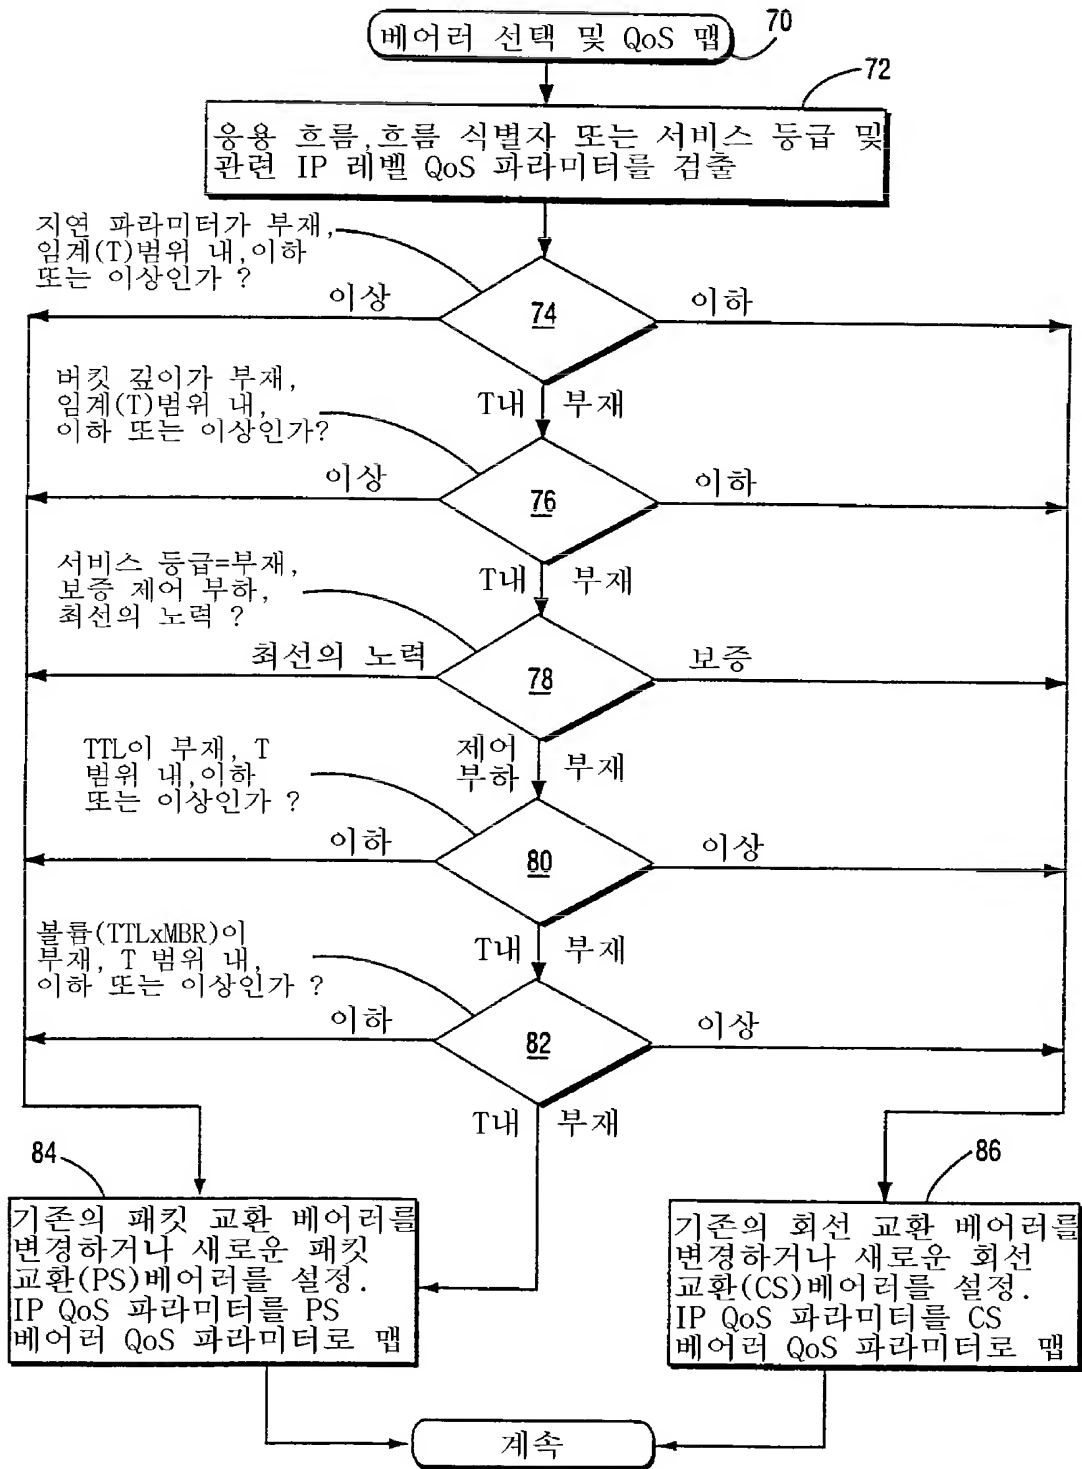 베어러 선택 및 QoS 맵
70
72
응용 흐름,흐름 식별자 또는 서비스 등급 및
관련 IP 레벨 QoS 파라미터를 검출
지연 파라미터가 부재,
임계(T)범위 내,이하
또는 이상인가 ?
이상
74
이하
T내
부재
버킷 깊이가 부재,
임계(T)범위 내,
이하 또는 이상인가?
이상
76
이하
T내
부재
서비스 등급=부재,
보증 제어 부하,
최선의 노력 ?
최선의 노력
78
보증
제어
부하
부재
TTL이 부재, T
범위 내,이하
또는 이상인가 ?
이하
80
이상
T내
부재
볼륨(TTLxMBR)이
부재, T 범위 내,
이하 또는 이상인가 ?
이하
82
이상
T내
부재
84
기존의 패킷 교환 베어러를
변경하거나 새로운 패킷
교환(PS)베어러를 설정.
IP QoS 파라미터를 PS
베어러 QoS 파라미터로 맵
86
기존의 회선 교환 베어러를
변경하거나 새로운 회선
교환(CS)베어러를 설정.
IP QoS 파라미터를 CS
베어러 QoS 파라미터로 맵
계속